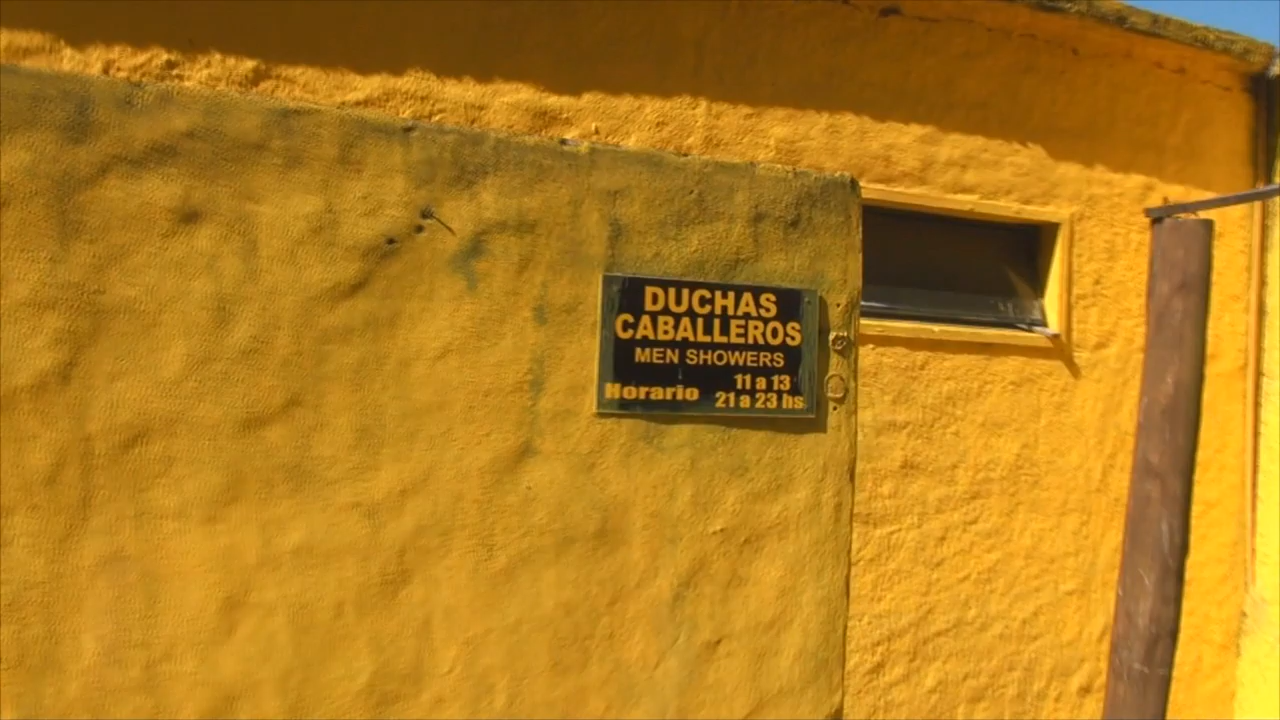 DUCHAS
CABALLEROS
MEN SHOWERS
Horario 11 a 13
21 a 23 hs